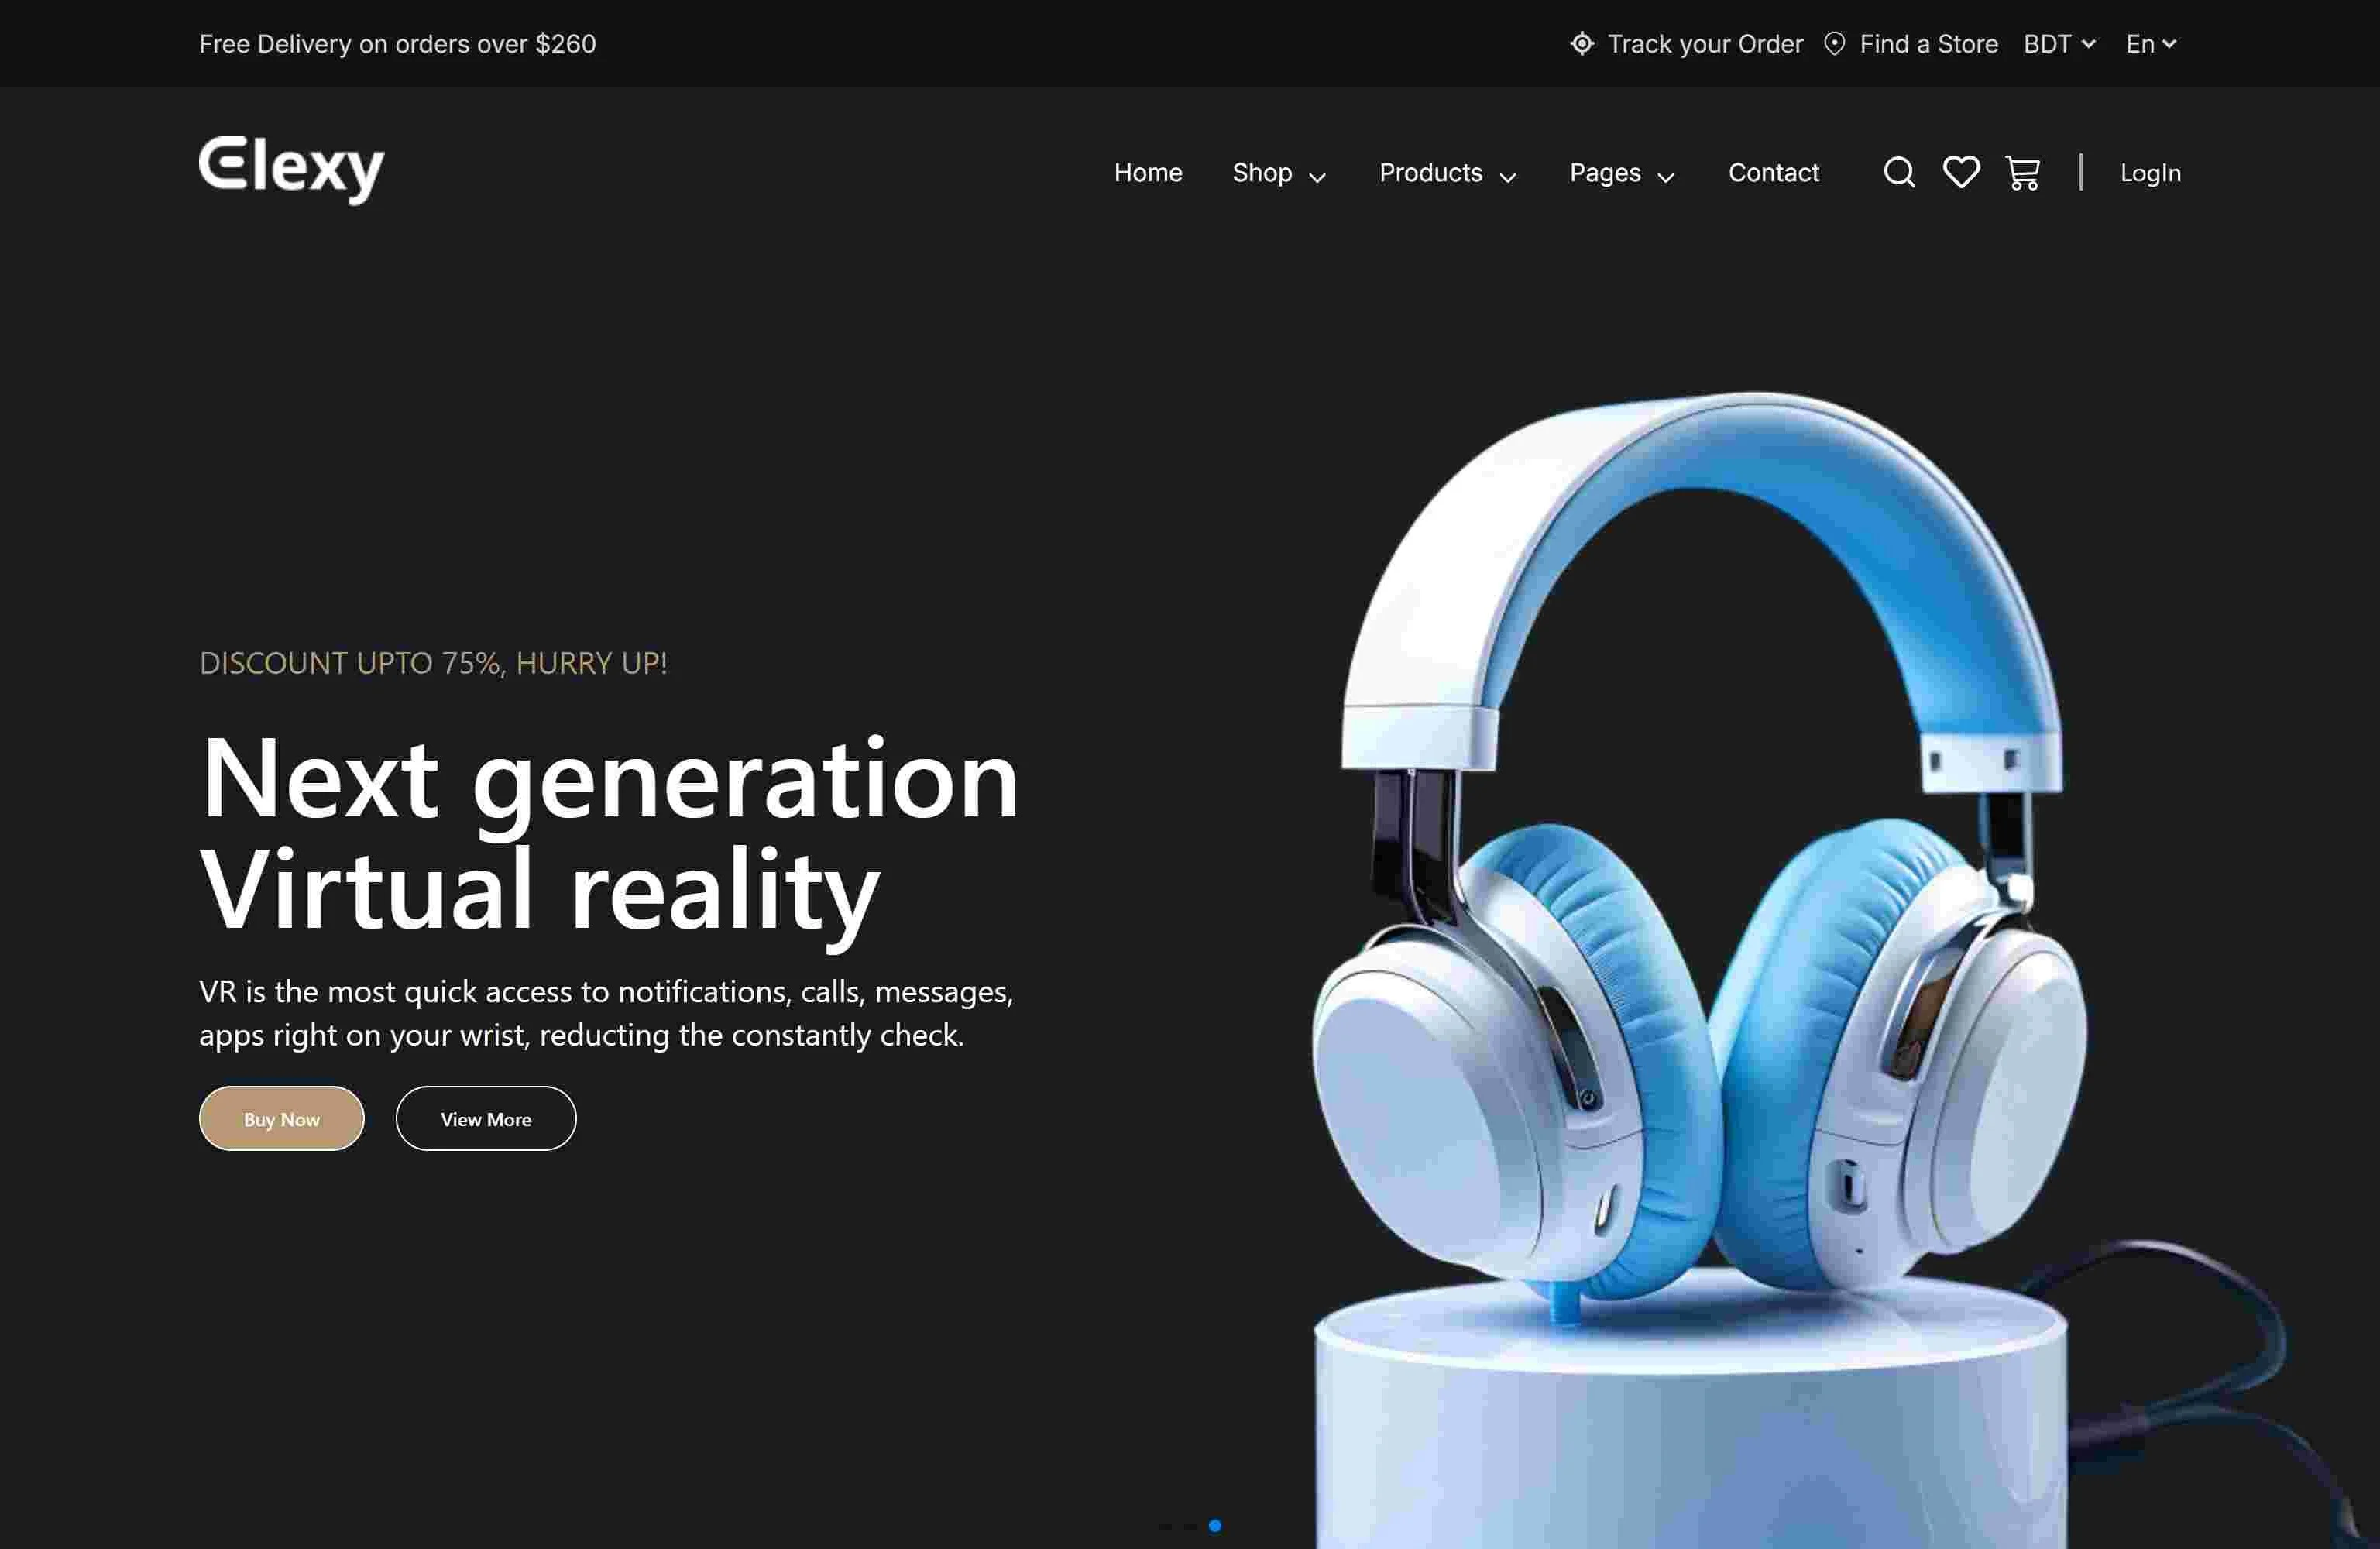 Free Delivery on orders over $260
Track your Order
Find a Store
BDT
En
Elexy
Home
Shop
Products
Pages
Contact
LogIn
DISCOUNT UPTO 75%, HURRY UP!
Next generation
Virtual reality
VR is the most quick access to notifications, calls, messages,
apps right on your wrist, reducting the constantly check.
Buy Now
View More